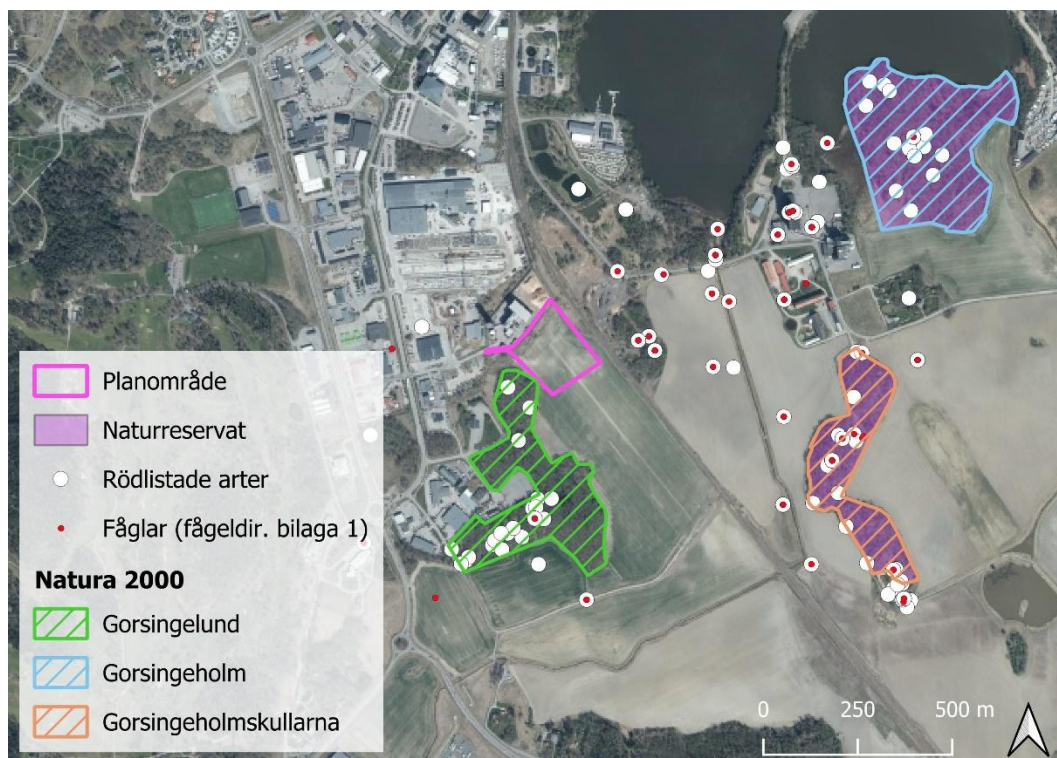 Planområde
Naturreservat
Rödlistade arter
Fåglar (fågeldir. bilaga 1)
Natura 2000
Gorsingelund
Gorsingeholm
Gorsingeholmskullarna
0 250 500 m